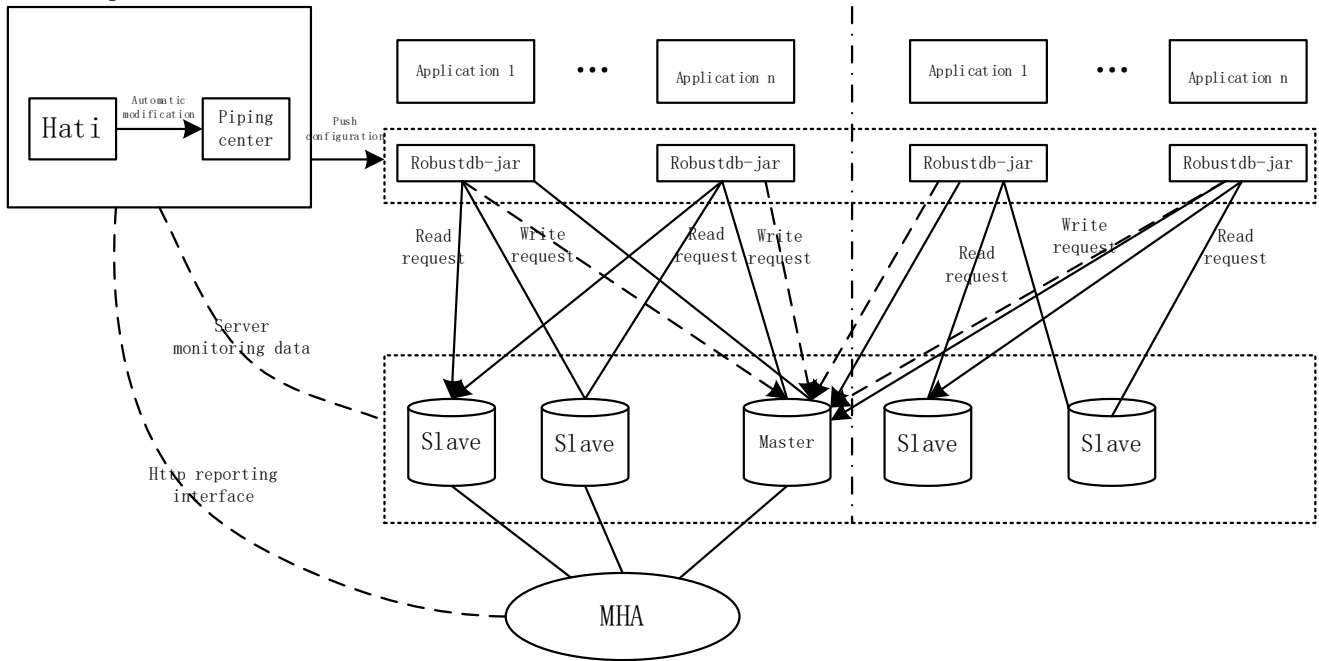 Application 1
•••
Application n
Application 1
•••
Application n
Hati
Automatic
modification
Piping
center
Push
configuration
Robustdb-jar
Robustdb-jar
Robustdb-jar
Robustdb-jar
Read
request
Write
request
Read
request
Write
request
Read
request
Write
request
Read
request
Server
monitoring data
Slave
Slave
Master
Slave
Slave
Http reporting
interface
MHA